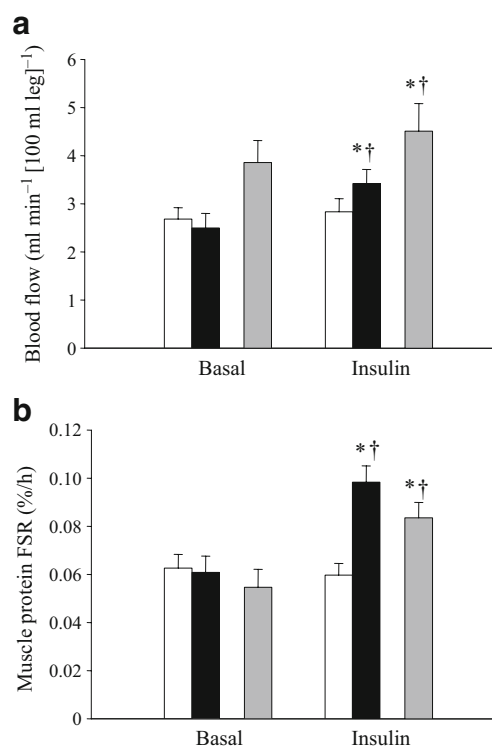 a
Blood flow (ml min⁻¹ [100 ml leg]⁻¹)
6
5
4
3
2
1
0
*†
*†
Basal
Insulin
b
Muscle protein FSR (%/h)
0.12
0.10
0.08
0.06
0.04
0.02
0
*†
*†
Basal
Insulin